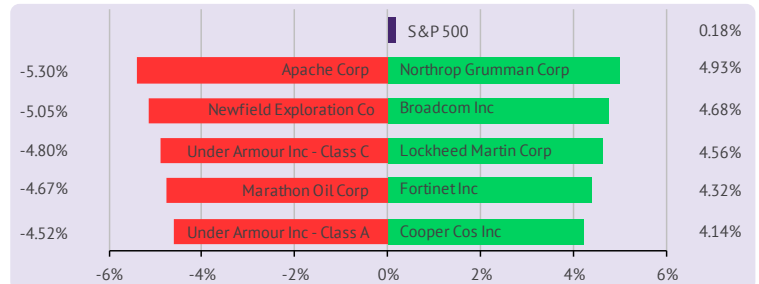 S&P 500 0.18%
-5.30% Apache Corp Northrop Grumman Corp 4.93%
-5.05% Newfield Exploration Co Broadcom Inc 4.68%
-4.80% Under Armour Inc - Class C Lockheed Martin Corp 4.56%
-4.67% Marathon Oil Corp Fortinet Inc 4.32%
-4.52% Under Armour Inc - Class A Cooper Cos Inc 4.14%
-6% -4% -2% 0% 2% 4% 6%